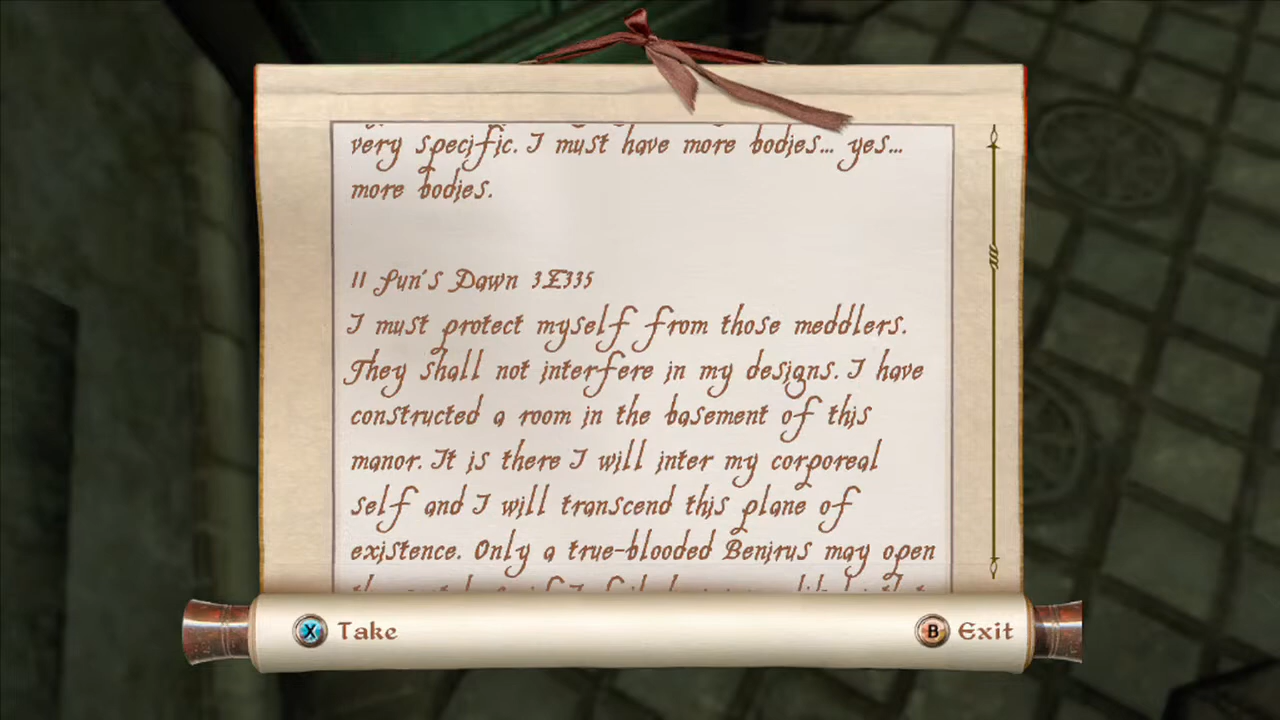 very specific. I must have more bodies... yes...
more bodies.
11 Sun's Dawn 3E335
I must protect myself from those meddlers.
They shall not interfere in my designs. I have
constructed a room in the basement of this
manor. It is there I will inter my corporeal
self and I will transcend this plane of
existence. Only a true-blooded Benirus may open
X Take
B Exit